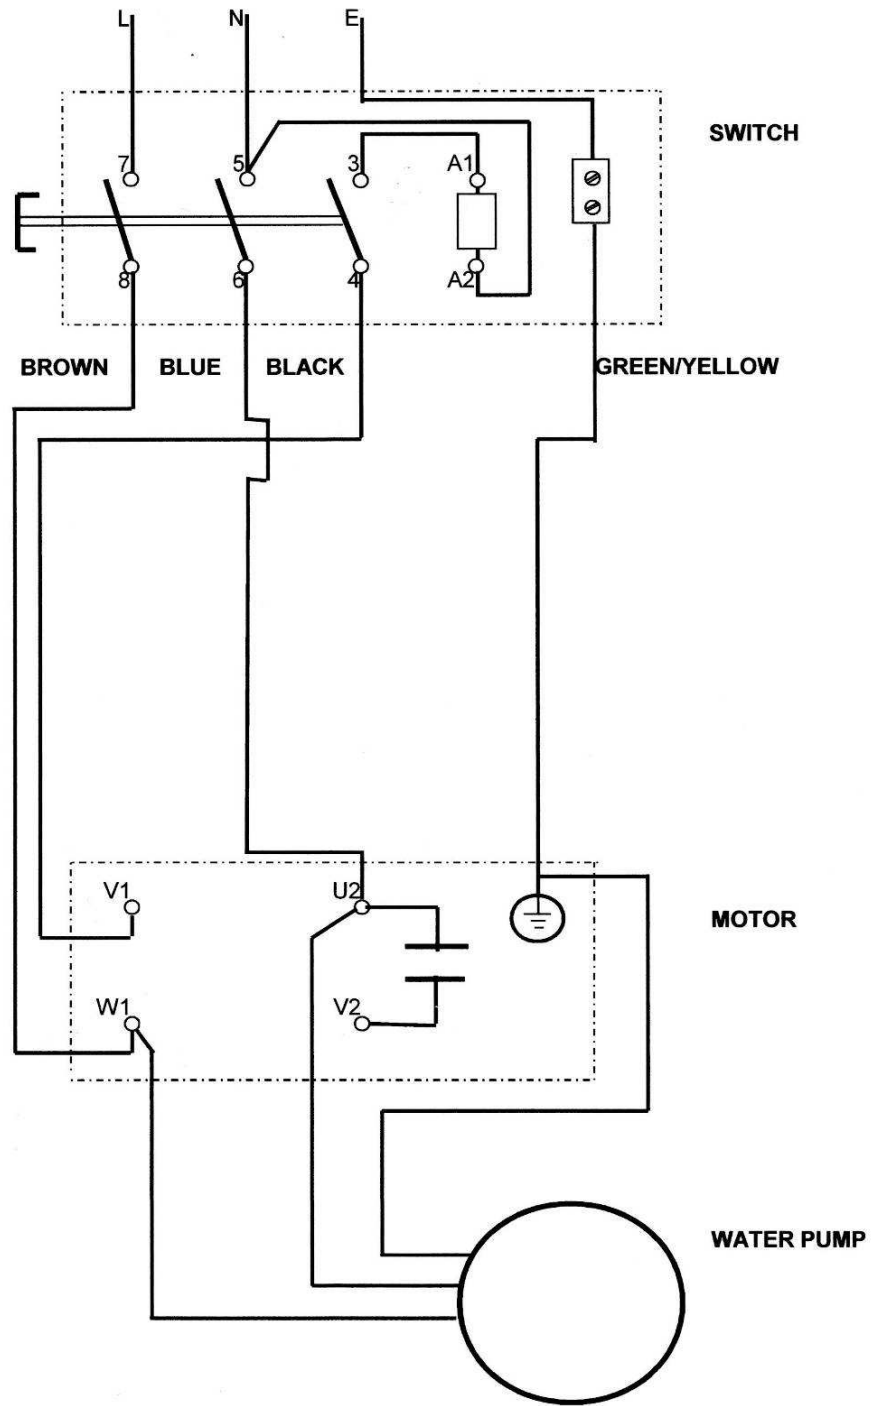 L N E
SWITCH
7 5 3 A1
8 6 4 A2
BROWN BLUE BLACK GREEN/YELLOW
V1 U2
MOTOR
W1 V2
WATER PUMP